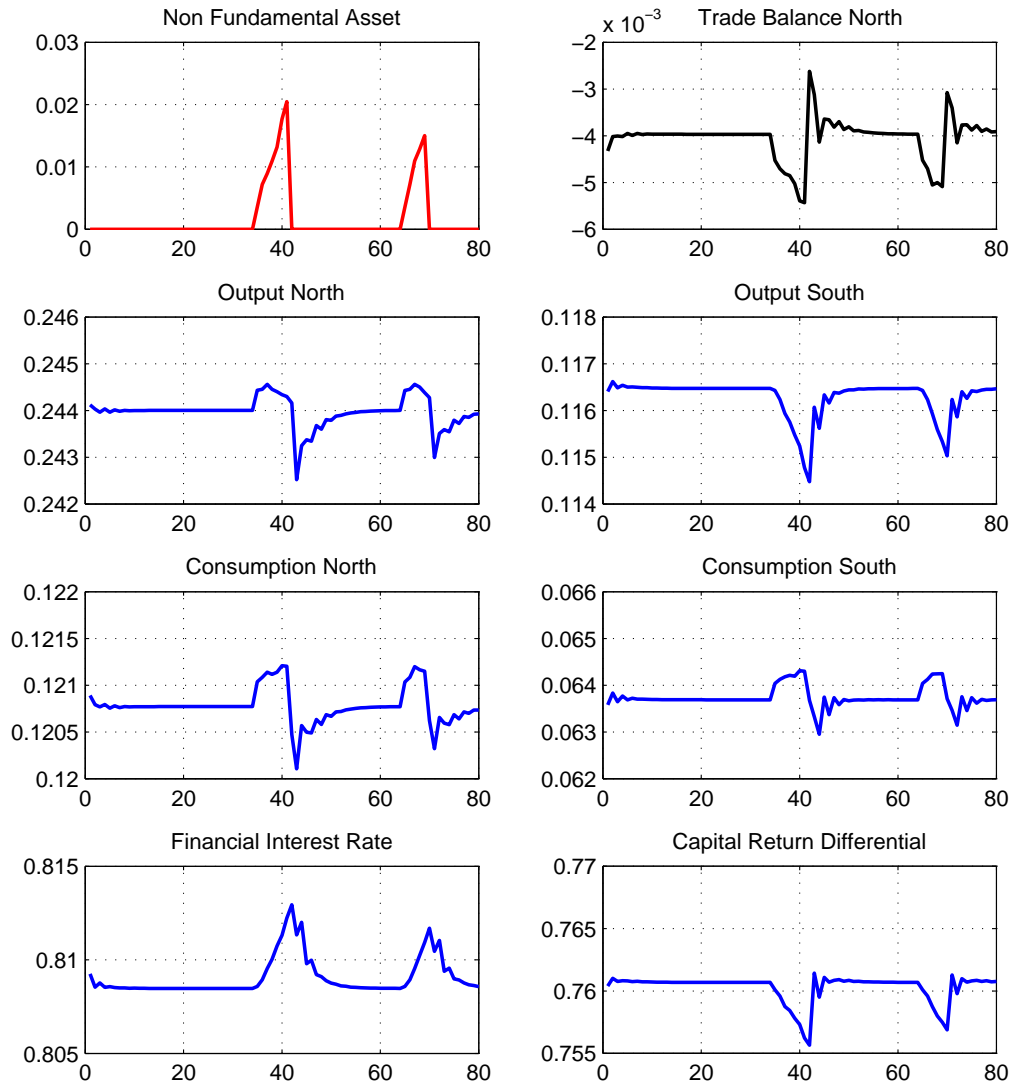 Non Fundamental Asset
0.03
0.02
0.01
0
0 20 40 60 80
Trade Balance North
x 10−3
−2
−3
−4
−5
−6
0 20 40 60 80
Output North
0.246
0.245
0.244
0.243
0.242
0 20 40 60 80
Output South
0.118
0.117
0.116
0.115
0.114
0 20 40 60 80
Consumption North
0.122
0.1215
0.121
0.1205
0.12
0 20 40 60 80
Consumption South
0.066
0.065
0.064
0.063
0.062
0 20 40 60 80
Financial Interest Rate
0.815
0.81
0.805
0 20 40 60 80
Capital Return Differential
0.77
0.765
0.76
0.755
0 20 40 60 80